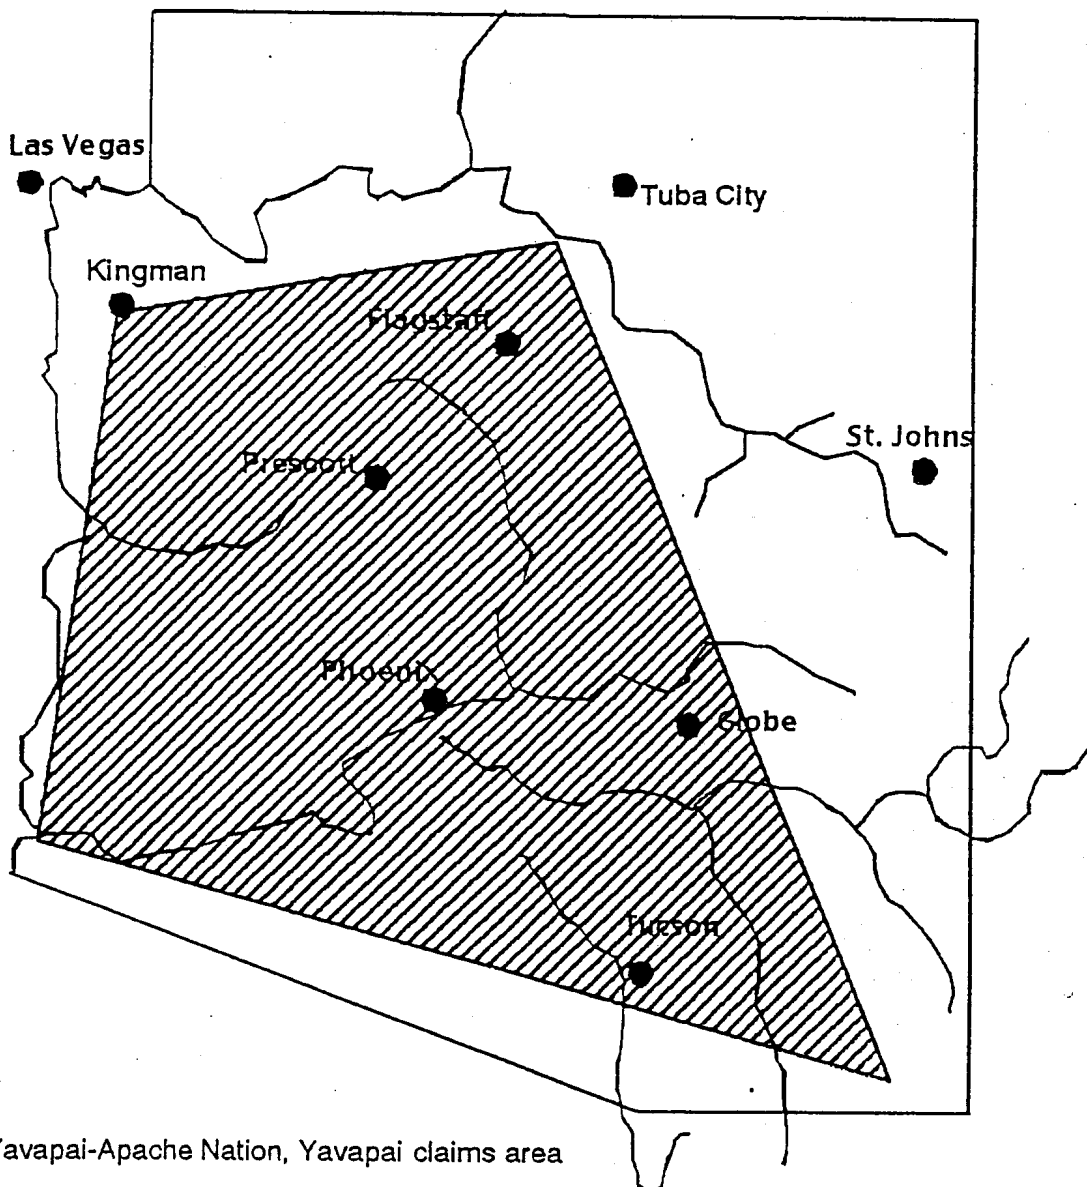 Las Vegas
Tuba City
Kingman
Flagstaff
St. Johns
Prescott
Phoenix
Globe
Tucson
Yavapai-Apache Nation, Yavapai claims area